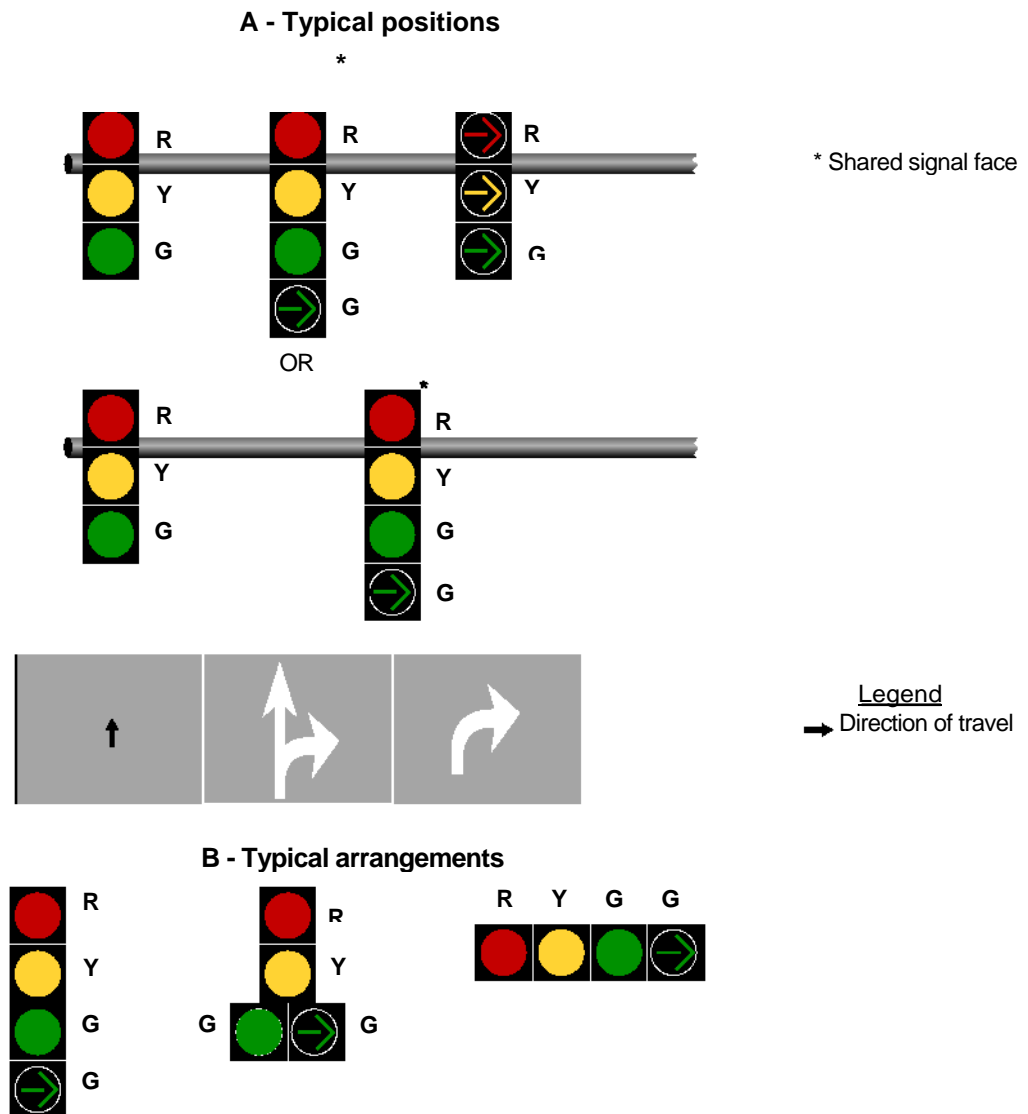 A - Typical positions
*
R R R
* Shared signal face
Y Y Y
G G G
G
OR
*
R R
Y Y
G G
G
Legend
Direction of travel
B - Typical arrangements
R R R Y G G
Y Y
G G G
G